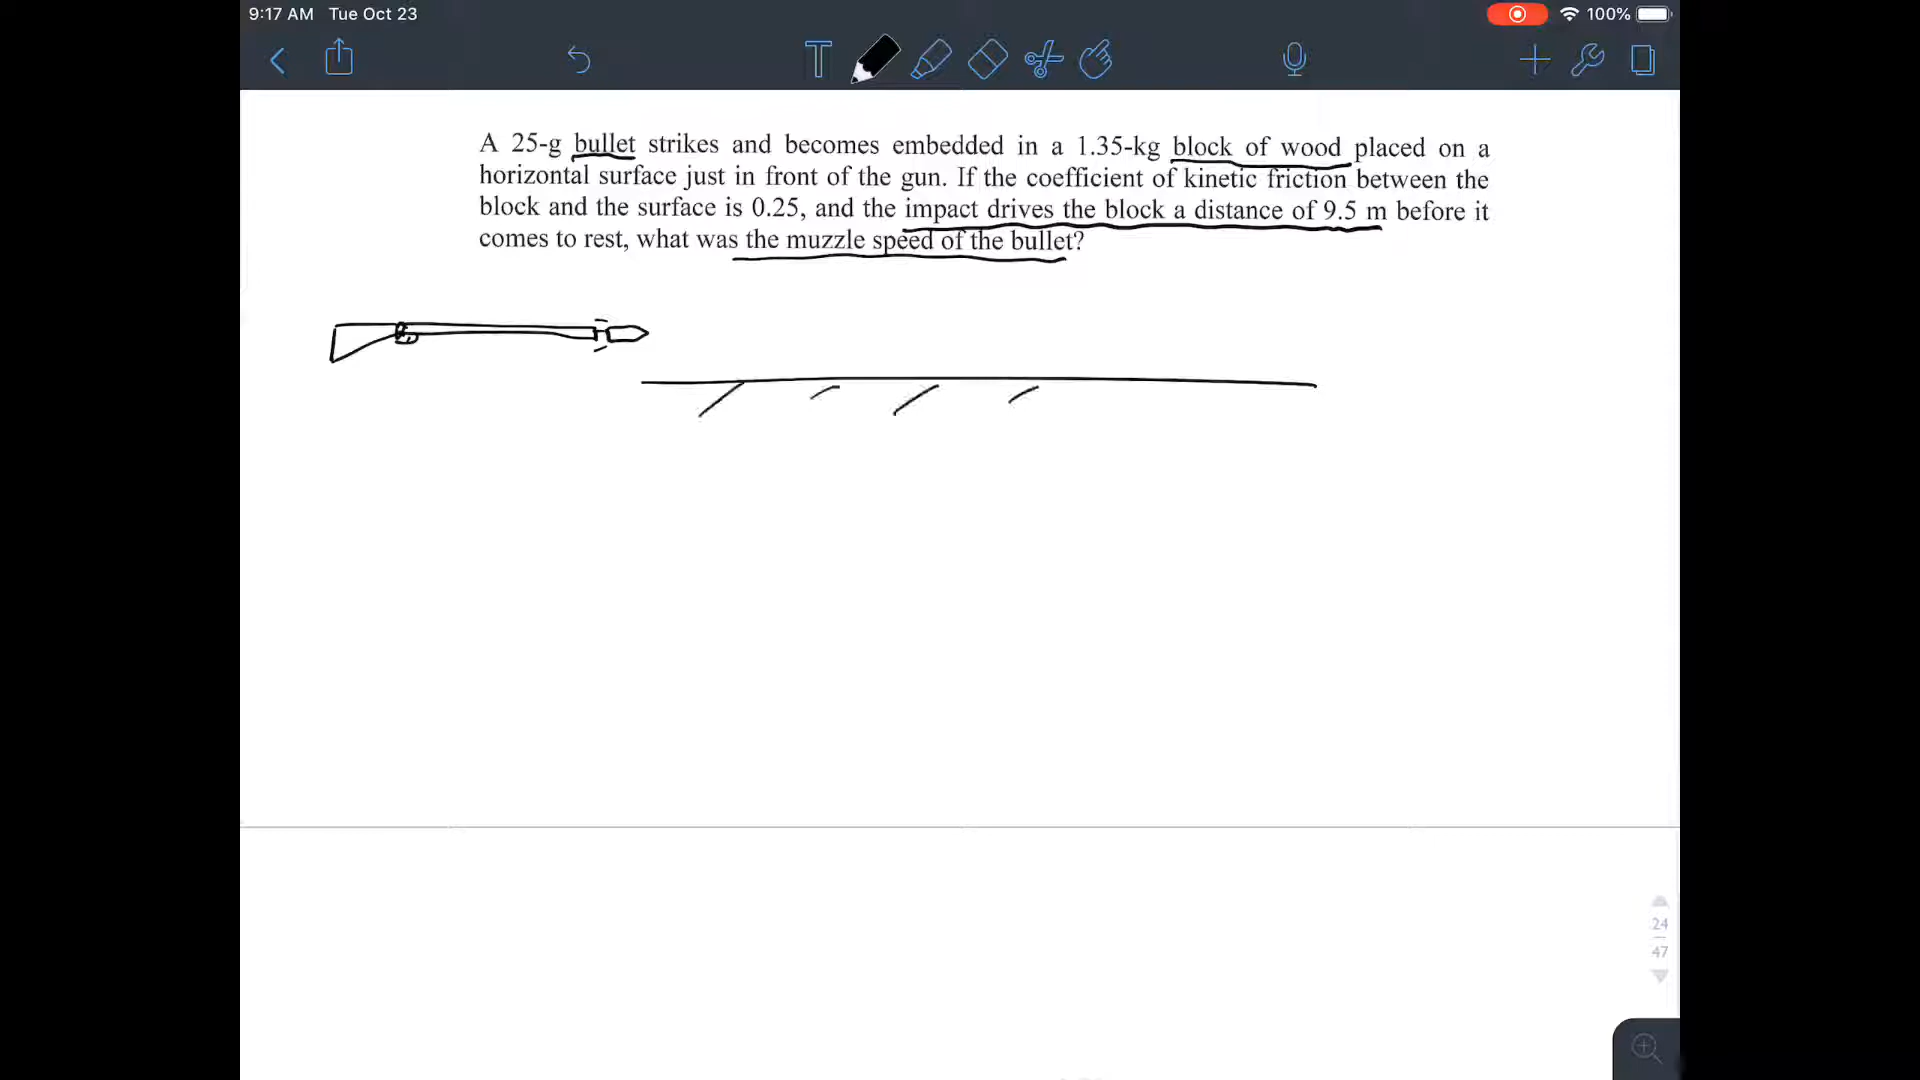 9:17 AM Tue Oct 23
100%
T
A 25-g bullet strikes and becomes embedded in a 1.35-kg block of wood placed on a
horizontal surface just in front of the gun. If the coefficient of kinetic friction between the
block and the surface is 0.25, and the impact drives the block a distance of 9.5 m before it
comes to rest, what was the muzzle speed of the bullet?
24
47